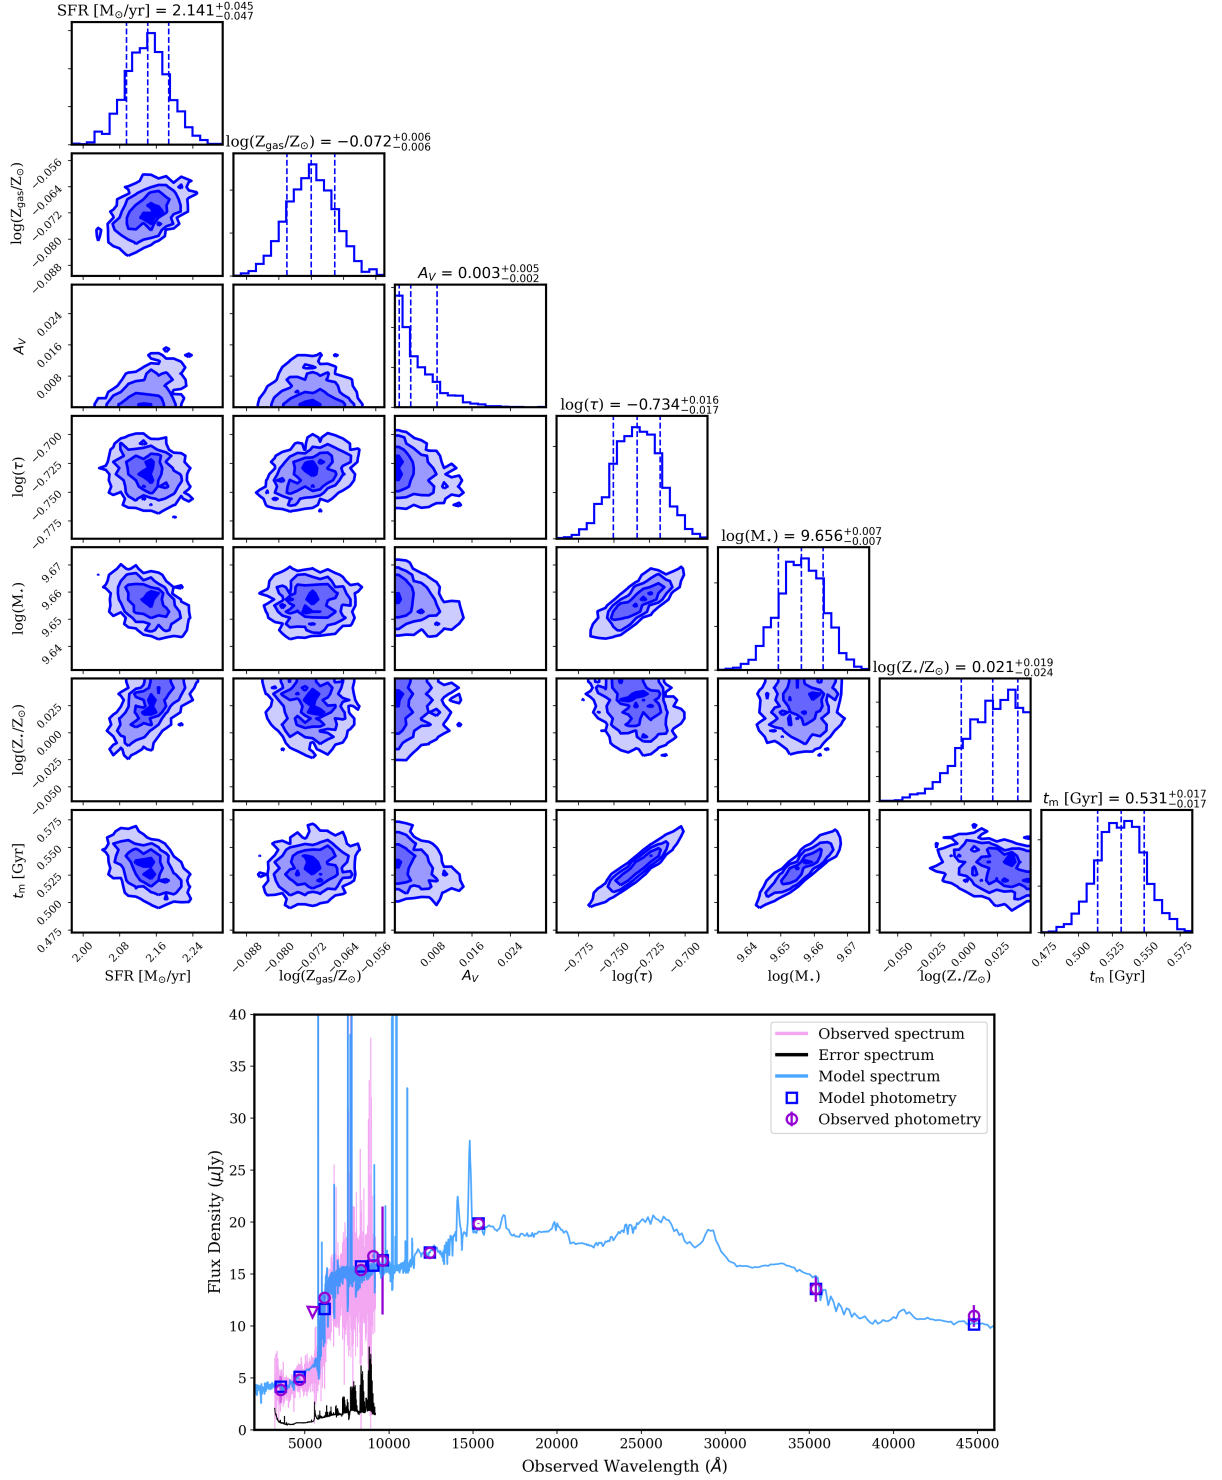 SFR [M⊙/yr] = 2.141+0.045−0.047
log(Zgas/Z⊙) = −0.072+0.006−0.006
log(Zgas/Z⊙)
−0.056
−0.064
−0.072
−0.080
−0.088
AV = 0.003+0.005−0.002
AV
0.024
0.016
0.008
log(τ) = −0.734+0.016−0.017
log(τ)
−0.700
−0.725
−0.750
−0.775
log(M⋆) = 9.656+0.007−0.007
log(M⋆)
9.67
9.66
9.65
9.64
log(Z⋆/Z⊙) = 0.021+0.019−0.024
log(Z⋆/Z⊙)
0.025
0.000
−0.025
−0.050
tm [Gyr] = 0.531+0.017−0.017
tm [Gyr]
0.575
0.550
0.525
0.500
0.475
2.00 2.08 2.16 2.24
−0.088 −0.080 −0.072 −0.064 −0.056
0.008 0.016 0.024
−0.775 −0.750 −0.725 −0.700
9.64 9.65 9.66 9.67
−0.050 −0.025 0.000 0.025
0.475 0.500 0.525 0.550 0.575
SFR [M⊙/yr] log(Zgas/Z⊙) AV log(τ) log(M⋆) log(Z⋆/Z⊙) tm [Gyr]
Flux Density (μJy)
40
35
30
25
20
15
10
5
0
Observed spectrum
Error spectrum
Model spectrum
Model photometry
Observed photometry
5000 10000 15000 20000 25000 30000 35000 40000 45000
Observed Wavelength (Å)